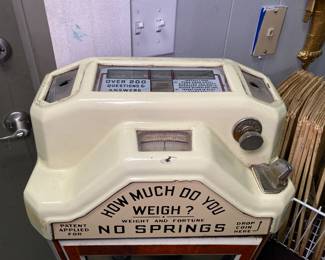 OVER 200
QUESTIONS &
ANSWERS
HOW MUCH DO YOU
WEIGH?
WEIGHT AND FORTUNE
NO SPRINGS
PATENT
APPLIED
FOR
DROP
COIN
HERE